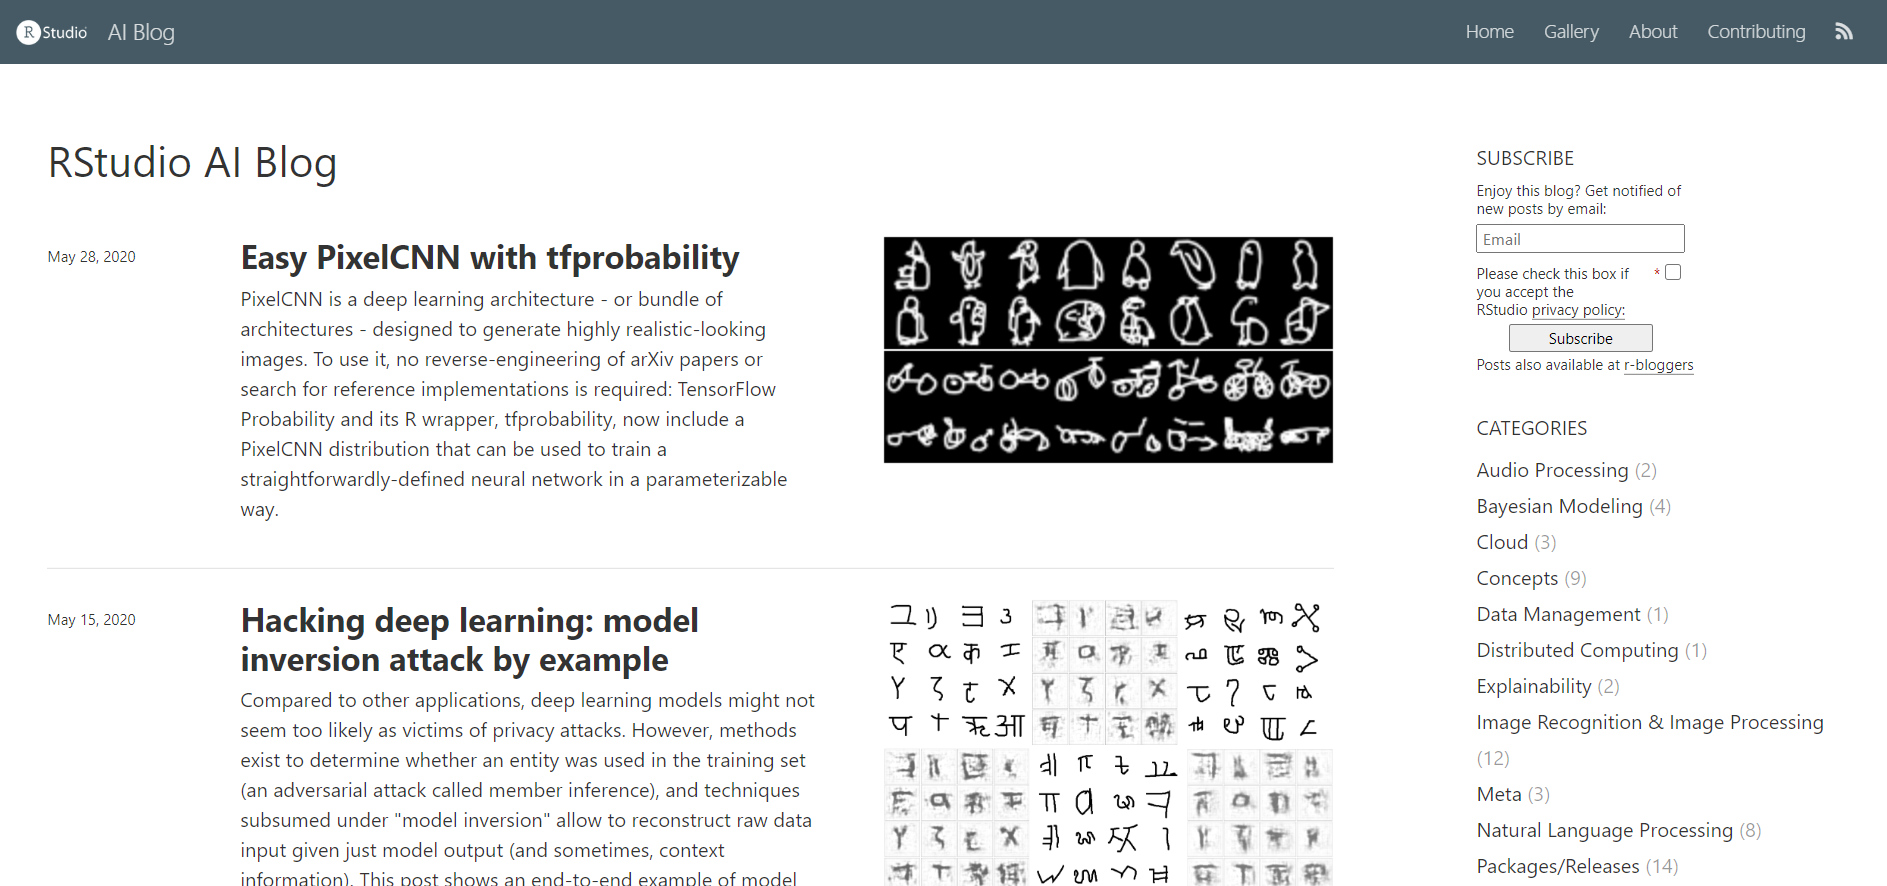 R Studio AI Blog
Home Gallery About Contributing
RStudio AI Blog
May 28, 2020
Easy PixelCNN with tfprobability
PixelCNN is a deep learning architecture - or bundle of
architectures - designed to generate highly realistic-looking
images. To use it, no reverse-engineering of arXiv papers or
search for reference implementations is required: TensorFlow
Probability and its R wrapper, tfprobability, now include a
PixelCNN distribution that can be used to train a
straightforwardly-defined neural network in a parameterizable
way.
May 15, 2020
Hacking deep learning: model
inversion attack by example
Compared to other applications, deep learning models might not
seem too likely as victims of privacy attacks. However, methods
exist to determine whether an entity was used in the training set
(an adversarial attack called member inference), and techniques
subsumed under "model inversion" allow to reconstruct raw data
input given just model output (and sometimes, context
information). This post shows an end-to-end example of model
SUBSCRIBE
Enjoy this blog? Get notified of
new posts by email:
Email
Please check this box if *
you accept the
RStudio privacy policy:
Subscribe
Posts also available at r-bloggers
CATEGORIES
Audio Processing (2)
Bayesian Modeling (4)
Cloud (3)
Concepts (9)
Data Management (1)
Distributed Computing (1)
Explainability (2)
Image Recognition & Image Processing
(12)
Meta (3)
Natural Language Processing (8)
Packages/Releases (14)